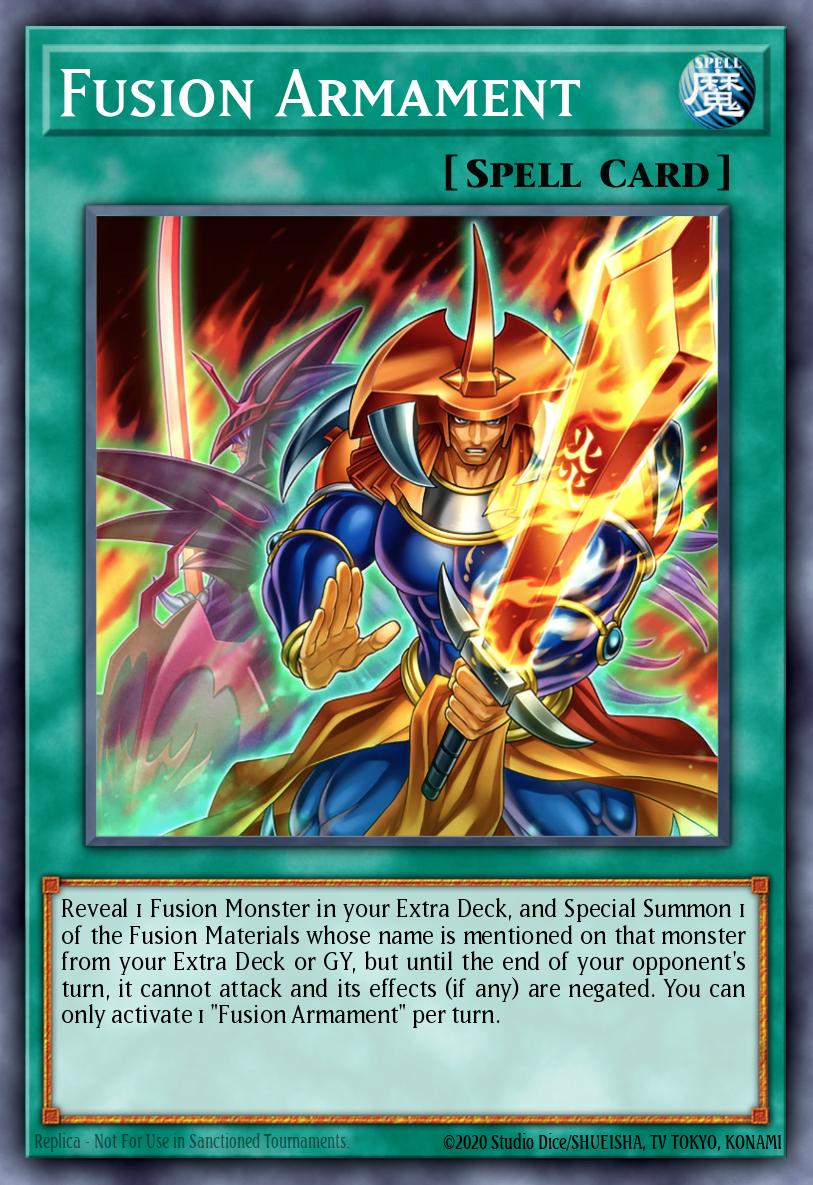 Fusion Armament
SPELL
魔
[ Spell Card ]
炎
Reveal 1 Fusion Monster in your Extra Deck, and Special Summon 1
of the Fusion Materials whose name is mentioned on that monster
from your Extra Deck or GY, but until the end of your opponent's
turn, it cannot attack and its effects (if any) are negated. You can
only activate 1 "Fusion Armament" per turn.
Replica - Not For Use in Sanctioned Tournaments.
©2020 Studio Dice/SHUEISHA, TV TOKYO, KONAMI